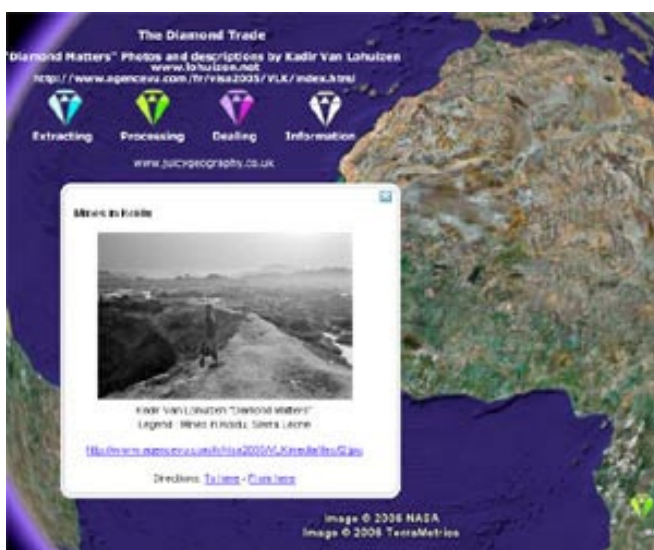 The Diamond Trade
"Diamond Matters" Photos and descriptions by Kadir Van Lohuizen
www.lohuizen.net
http://www.agencevu.com/fr/visa2005/VLK/index.html
Extracting Processing Dealing Information
www.juicygeography.co.uk
Mines in Koidu
Kadir Van Lohuizen "Diamond Matters"
Legend : Mines in Koidu, Sierra Leone
Directions: To here - From here
Image © 2006 NASA
Image © 2006 TerraMetrics